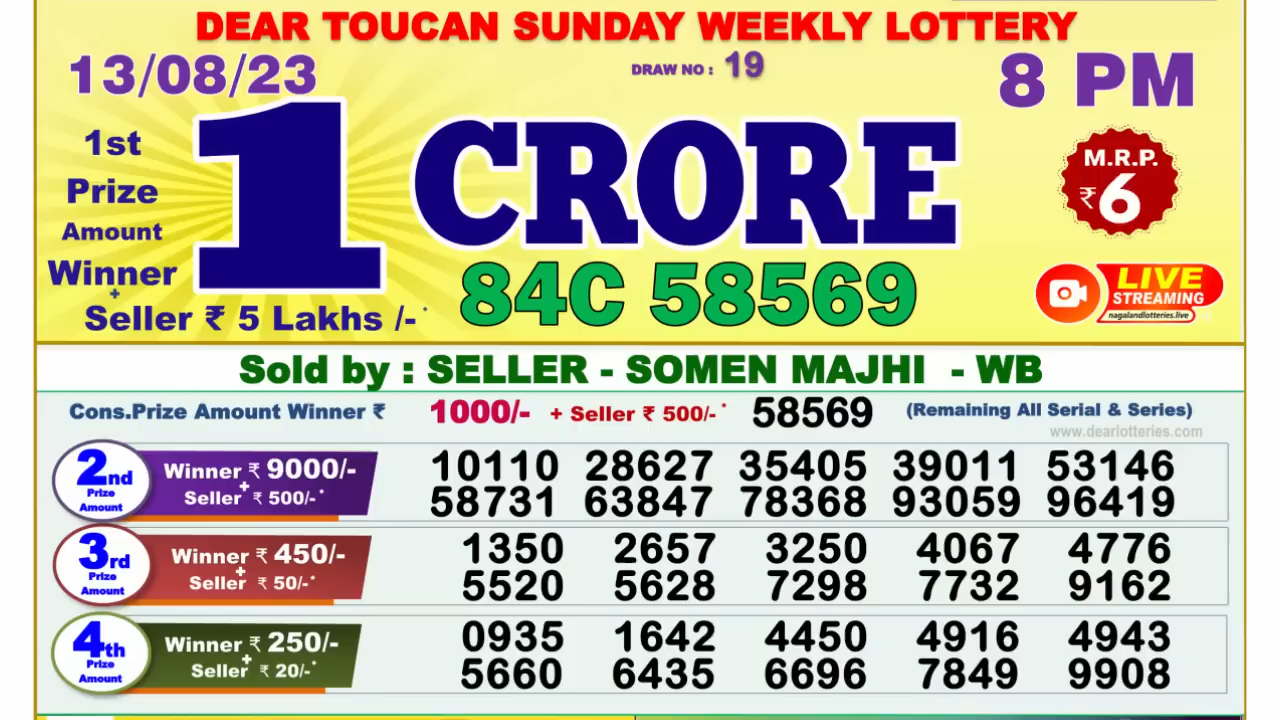 DEAR TOUCAN SUNDAY WEEKLY LOTTERY
13/08/23
DRAW NO : 19
8 PM
1st
Prize
Amount
Winner
+
Seller ₹ 5 Lakhs /-*
1 CRORE
84C 58569
M.R.P.
₹6
LIVE
STREAMING
nagalandlotteries.live
Sold by : SELLER - SOMEN MAJHI - WB
Cons.Prize Amount Winner ₹ 1000/- + Seller ₹ 500/-* 58569 (Remaining All Serial & Series)
www.dearlotteries.com
2nd
Prize
Amount
Winner ₹ 9000/-
+
Seller ₹ 500/-*
10110 28627 35405 39011 53146
58731 63847 78368 93059 96419
3rd
Prize
Amount
Winner ₹ 450/-
+
Seller ₹ 50/-*
1350 2657 3250 4067 4776
5520 5628 7298 7732 9162
4th
Prize
Amount
Winner ₹ 250/-
+
Seller ₹ 20/-*
0935 1642 4450 4916 4943
5660 6435 6696 7849 9908